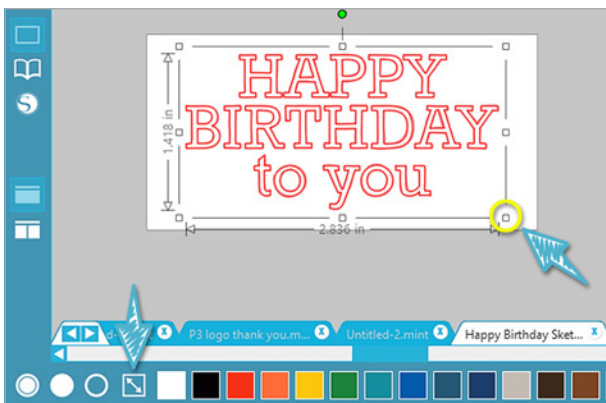 HAPPY
BIRTHDAY
to you
1.418 in
2.836 in
P3 logo thank you.m... Untitled-2.mint Happy Birthday Sket...